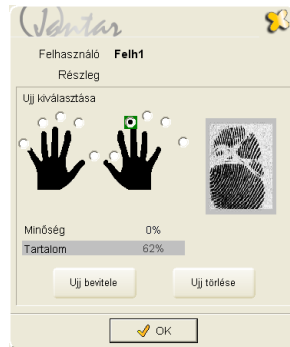 Jantar
Felhasználó Felh1
Részleg
Ujj kiválasztása
Minőség 0%
Tartalom 62%
Ujj bevitele Ujj törlése
OK